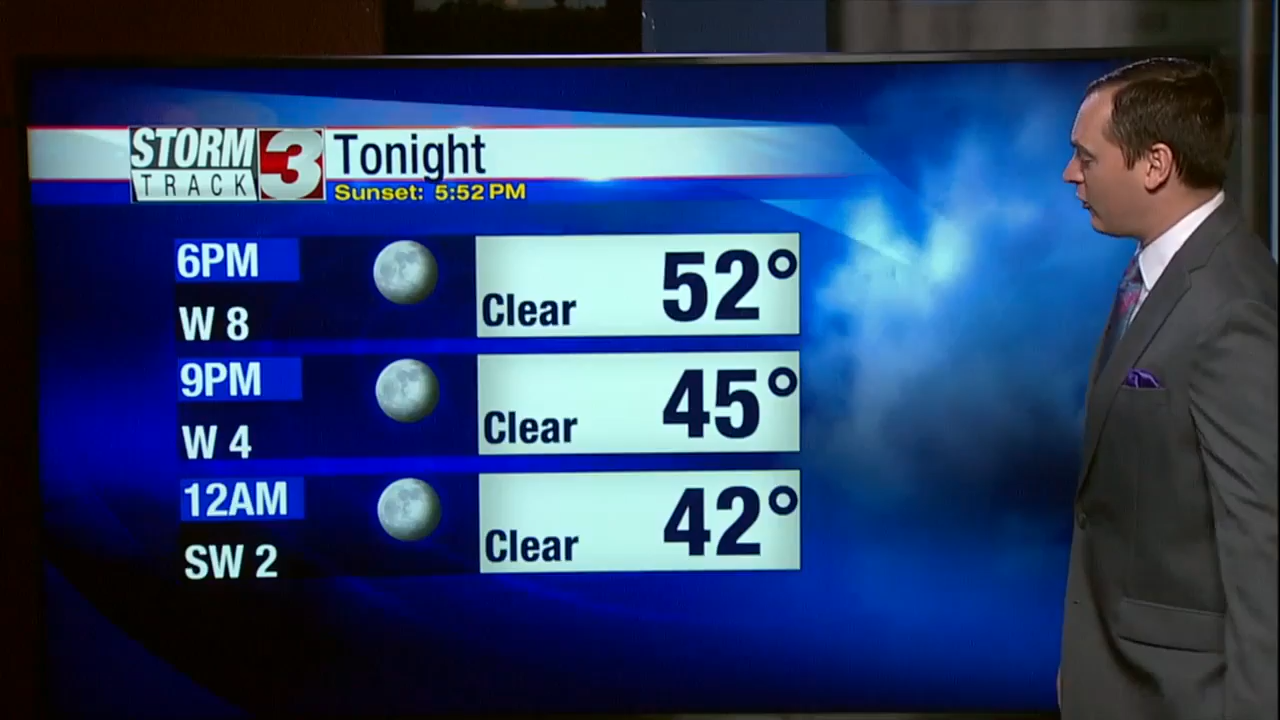 STORM TRACK 3 Tonight
Sunset: 5:52 PM
6PM
W 8
Clear
52°
9PM
W 4
Clear
45°
12AM
SW 2
Clear
42°